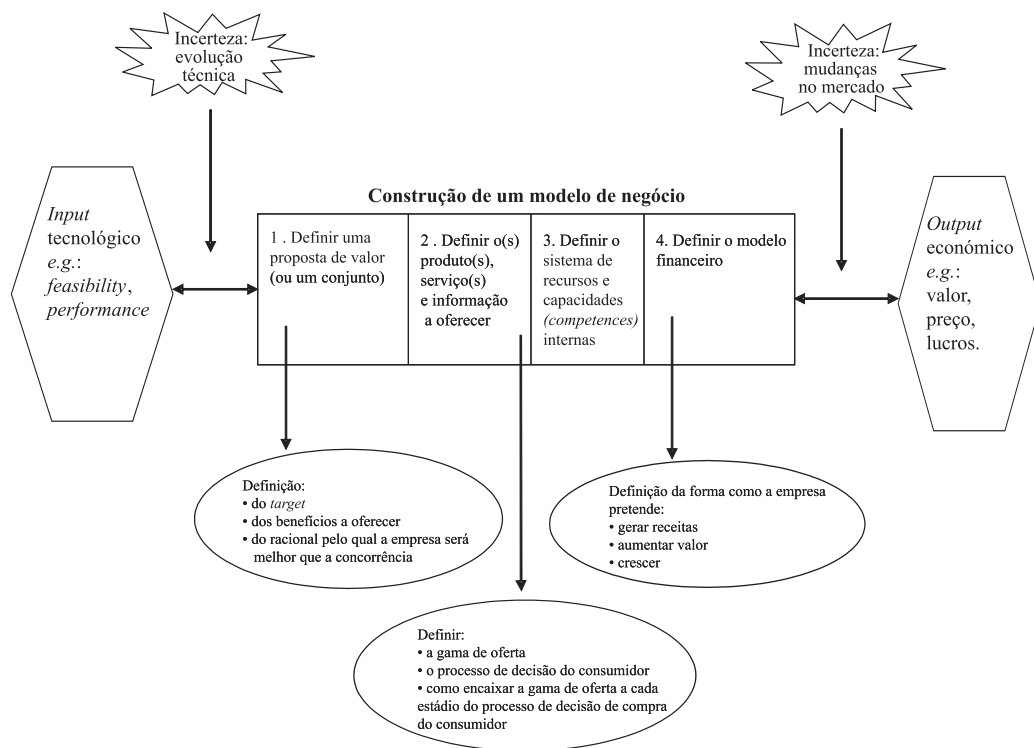 Incerteza:
evolução
técnica
Incerteza:
mudanças
no mercado
Construção de um modelo de negócio
Input
tecnológico
e.g.:
feasibility,
performance
1 . Definir uma
proposta de valor
(ou um conjunto)
2 . Definir o(s)
produto(s),
serviço(s)
e informação
a oferecer
3. Definir o
sistema de
recursos e
capacidades
(competences)
internas
4. Definir o modelo
financeiro
Output
económico
e.g.:
valor,
preço,
lucros.
Definição:
• do target
• dos benefícios a oferecer
• do racional pelo qual a empresa será
melhor que a concorrência
Definição da forma como a empresa
pretende:
• gerar receitas
• aumentar valor
• crescer
Definir:
• a gama de oferta
• o processo de decisão do consumidor
• como encaixar a gama de oferta a cada
estádio do processo de decisão de compra
do consumidor